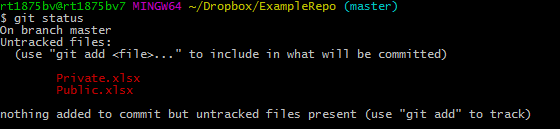 rt1875bv@rt1875bv7 MINGW64 ~/Dropbox/ExampleRepo (master)
$ git status
On branch master
Untracked files:
  (use "git add <file>..." to include in what will be committed)

        Private.xlsx
        Public.xlsx

nothing added to commit but untracked files present (use "git add" to track)